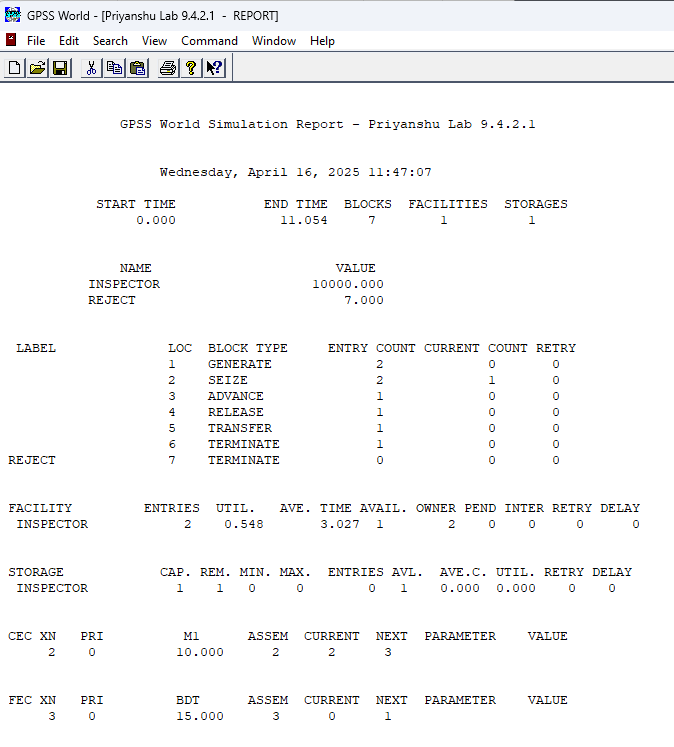 GPSS World - [Priyanshu Lab 9.4.2.1 - REPORT]
File Edit Search View Command Window Help
GPSS World Simulation Report - Priyanshu Lab 9.4.2.1
Wednesday, April 16, 2025 11:47:07
START TIME END TIME BLOCKS FACILITIES STORAGES
0.000 11.054 7 1 1
NAME VALUE
INSPECTOR 10000.000
REJECT 7.000
LABEL LOC BLOCK TYPE ENTRY COUNT CURRENT COUNT RETRY
1 GENERATE 2 0 0
2 SEIZE 2 1 0
3 ADVANCE 1 0 0
4 RELEASE 1 0 0
5 TRANSFER 1 0 0
6 TERMINATE 1 0 0
REJECT 7 TERMINATE 0 0 0
FACILITY ENTRIES UTIL. AVE. TIME AVAIL. OWNER PEND INTER RETRY DELAY
INSPECTOR 2 0.548 3.027 1 2 0 0 0 0
STORAGE CAP. REM. MIN. MAX. ENTRIES AVL. AVE.C. UTIL. RETRY DELAY
INSPECTOR 1 1 0 0 0 1 0.000 0.000 0 0
CEC XN PRI M1 ASSEM CURRENT NEXT PARAMETER VALUE
2 0 10.000 2 2 3
FEC XN PRI BDT ASSEM CURRENT NEXT PARAMETER VALUE
3 0 15.000 3 0 1